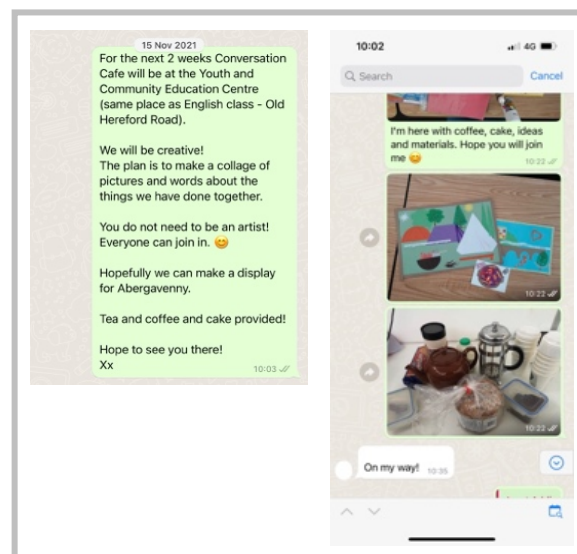 15 Nov 2021
For the next 2 weeks Conversation
Cafe will be at the Youth and
Community Education Centre
(same place as English class - Old
Hereford Road).
We will be creative!
The plan is to make a collage of
pictures and words about the
things we have done together.
You do not need to be an artist!
Everyone can join in. 😊
Hopefully we can make a display
for Abergavenny.
Tea and coffee and cake provided!
Hope to see you there!
Xx
10:03
10:02
4G
Search
Cancel
I'm here with coffee, cake, ideas
and materials. Hope you will join
me 😊
10:22
10:22
10:22
On my way!
10:35